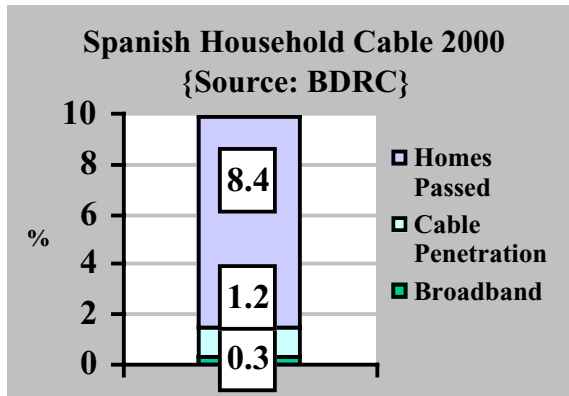 Spanish Household Cable 2000
{Source: BDRC}
10
8
6
4
2
0
%
8.4
1.2
0.3
Homes
Passed
Cable
Penetration
Broadband